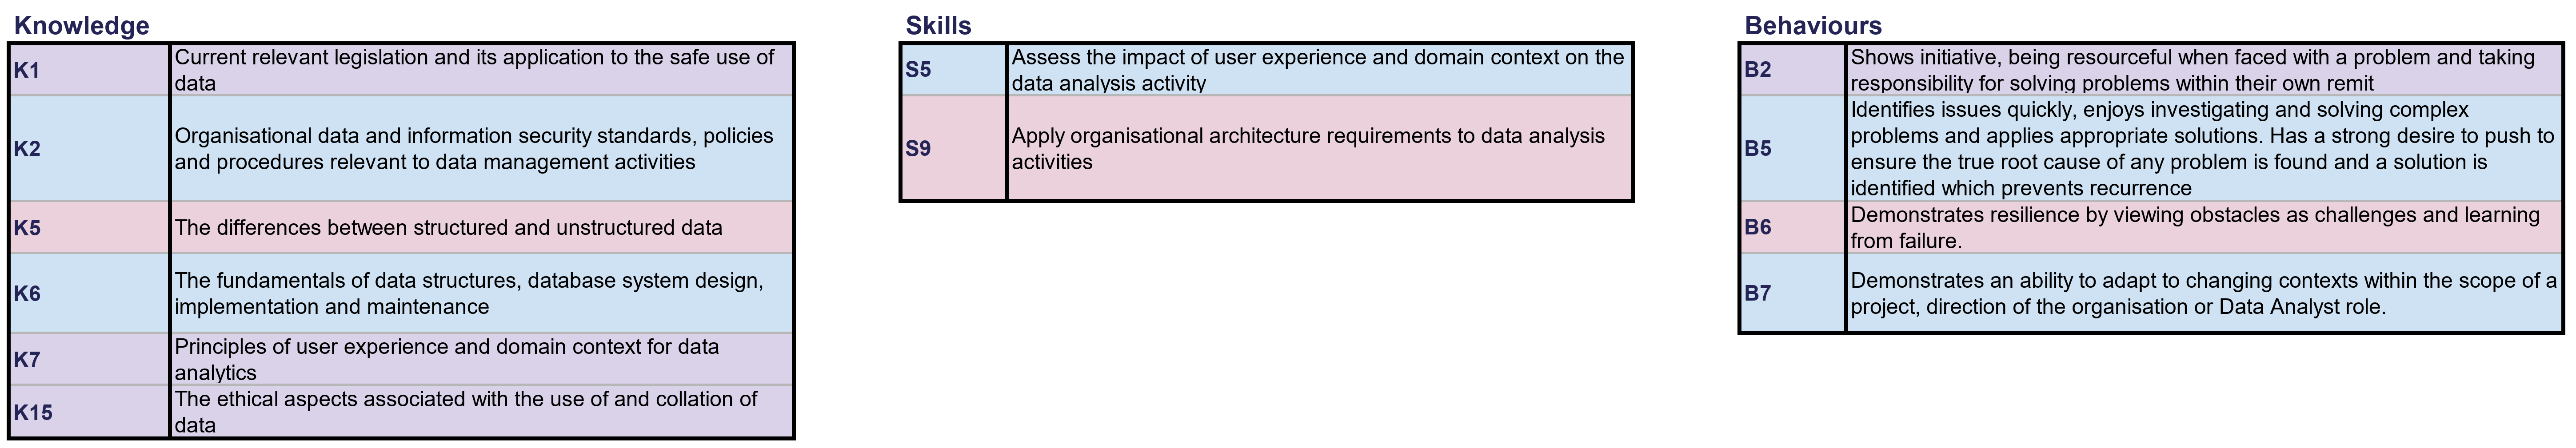 Knowledge
K1
Current relevant legislation and its application to the safe use of
data
K2
Organisational data and information security standards, policies
and procedures relevant to data management activities
K5
The differences between structured and unstructured data
K6
The fundamentals of data structures, database system design,
implementation and maintenance
K7
Principles of user experience and domain context for data
analytics
K15
The ethical aspects associated with the use of and collation of
data
Skills
S5
Assess the impact of user experience and domain context on the
data analysis activity
S9
Apply organisational architecture requirements to data analysis
activities
Behaviours
B2
Shows initiative, being resourceful when faced with a problem and taking
responsibility for solving problems within their own remit
B5
Identifies issues quickly, enjoys investigating and solving complex
problems and applies appropriate solutions. Has a strong desire to push to
ensure the true root cause of any problem is found and a solution is
identified which prevents recurrence
B6
Demonstrates resilience by viewing obstacles as challenges and learning
from failure.
B7
Demonstrates an ability to adapt to changing contexts within the scope of a
project, direction of the organisation or Data Analyst role.